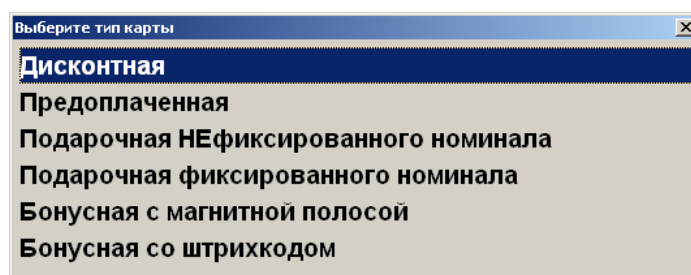 Выберите тип карты
Дисконтная
Предоплаченная
Подарочная НЕфиксированного номинала
Подарочная фиксированного номинала
Бонусная с магнитной полосой
Бонусная со штрихкодом